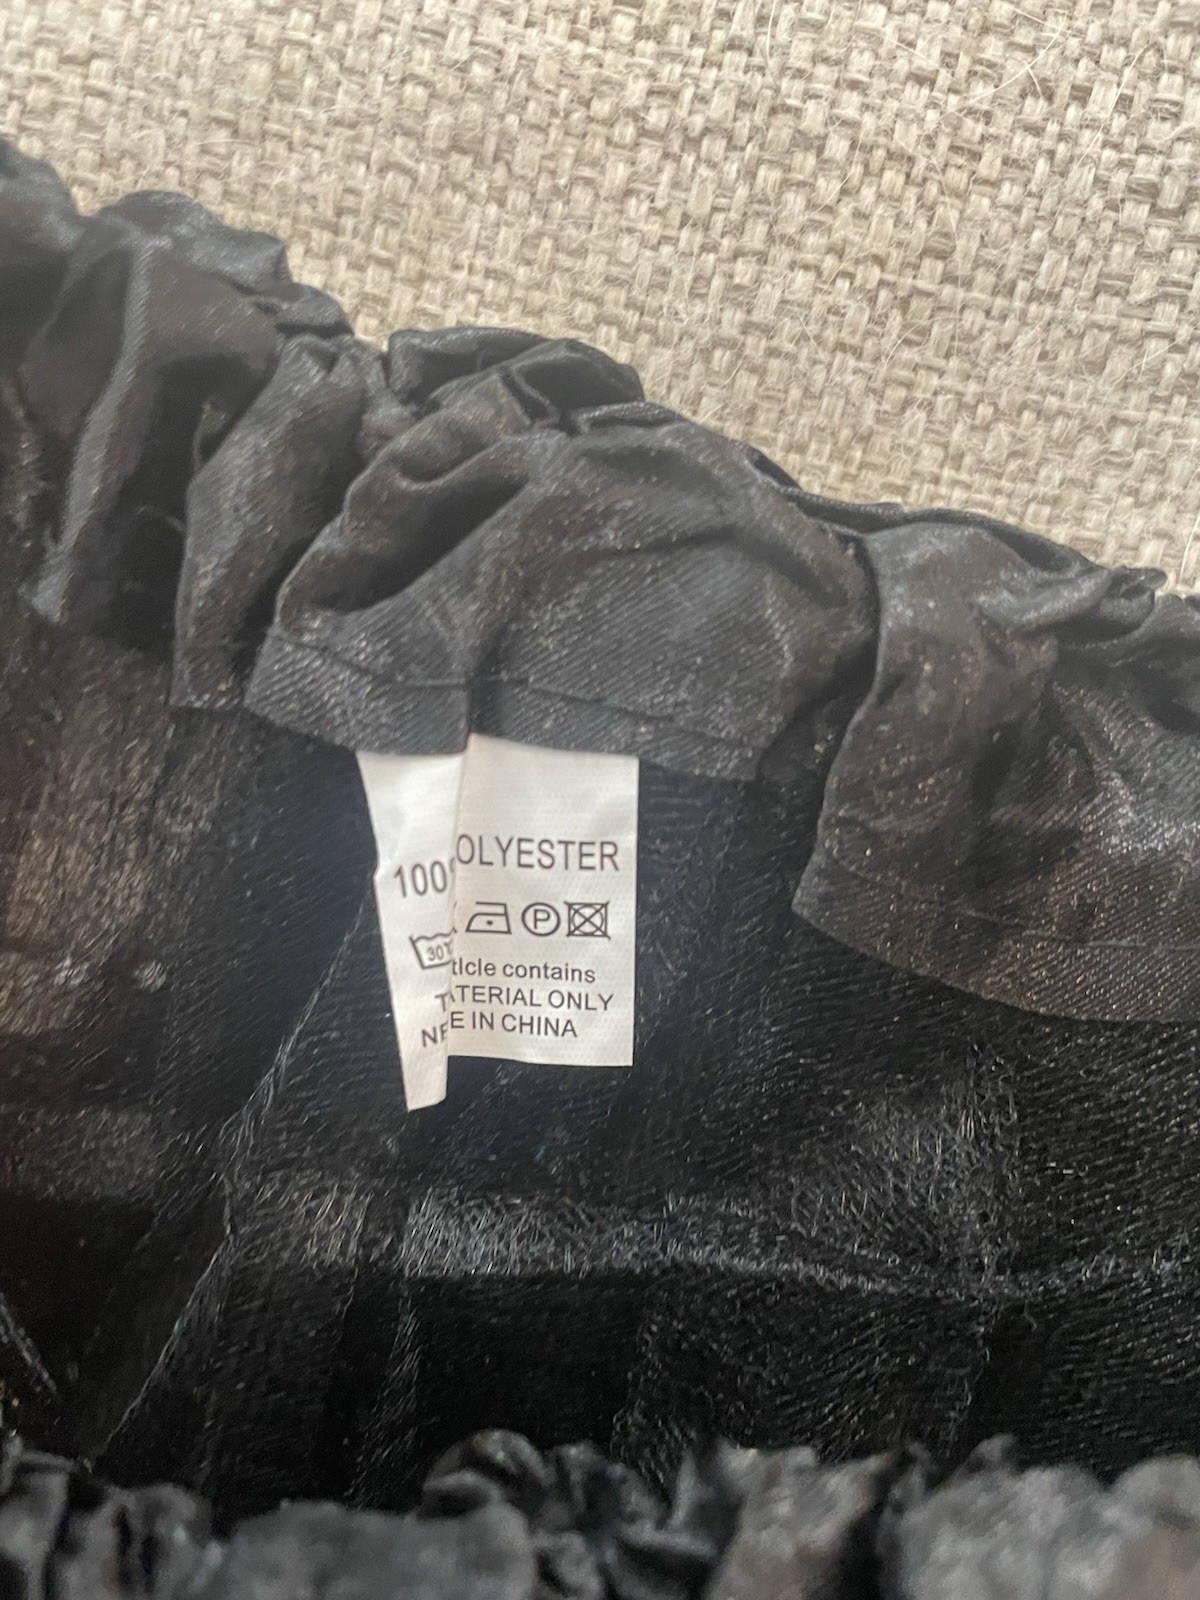 100% OLYESTER
30 P
ticle contains
T ATERIAL ONLY
NE E IN CHINA